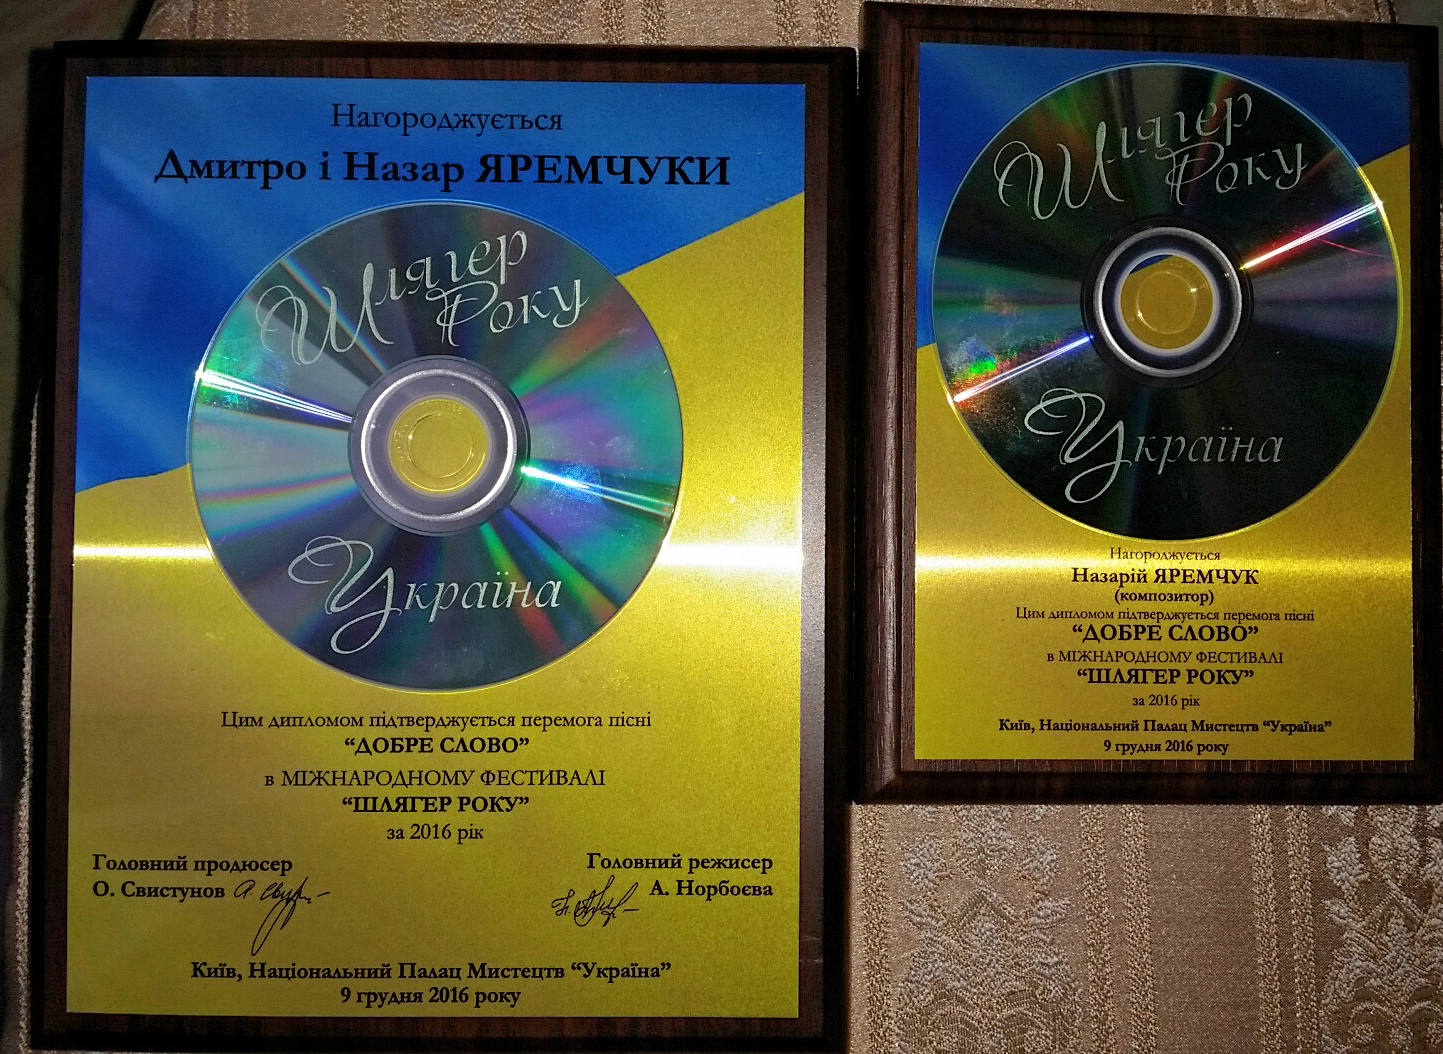 Нагороджується
Дмитро і Назар ЯРЕМЧУКИ
Шлягер
Року
Україна
Цим дипломом підтверджується перемога пісні
“ДОБРЕ СЛОВО”
в МІЖНАРОДНОМУ ФЕСТИВАЛІ
“ШЛЯГЕР РОКУ”
за 2016 рік
Головний продюсер
О. Свистунов
Головний режисер
А. Норбоєва
Київ, Національний Палац Мистецтв “Україна”
9 грудня 2016 року
Шлягер
Року
Україна
Нагороджується
Назарій ЯРЕМЧУК
(композитор)
Цим дипломом підтверджується перемога пісні
“ДОБРЕ СЛОВО”
в МІЖНАРОДНОМУ ФЕСТИВАЛІ
“ШЛЯГЕР РОКУ”
за 2016 рік
Київ, Національний Палац Мистецтв “Україна”
9 грудня 2016 року